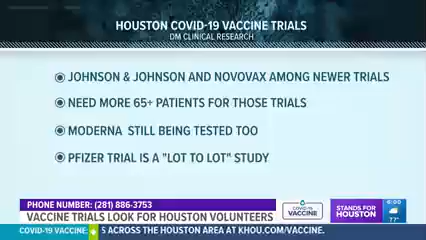 HOUSTON COVID-19 VACCINE TRIALS
DM CLINICAL RESEARCH
JOHNSON & JOHNSON AND NOVOVAX AMONG NEWER TRIALS
NEED MORE 65+ PATIENTS FOR THOSE TRIALS
MODERNA STILL BEING TESTED TOO
PFIZER TRIAL IS A "LOT TO LOT" STUDY
PHONE NUMBER: (281) 886-3753
VACCINE TRIALS LOOK FOR HOUSTON VOLUNTEERS
COVID-19
VACCINE
STANDS FOR
HOUSTON
6:00
77°
COVID-19 VACCINE:
S ACROSS THE HOUSTON AREA AT KHOU.COM/VACCINE.